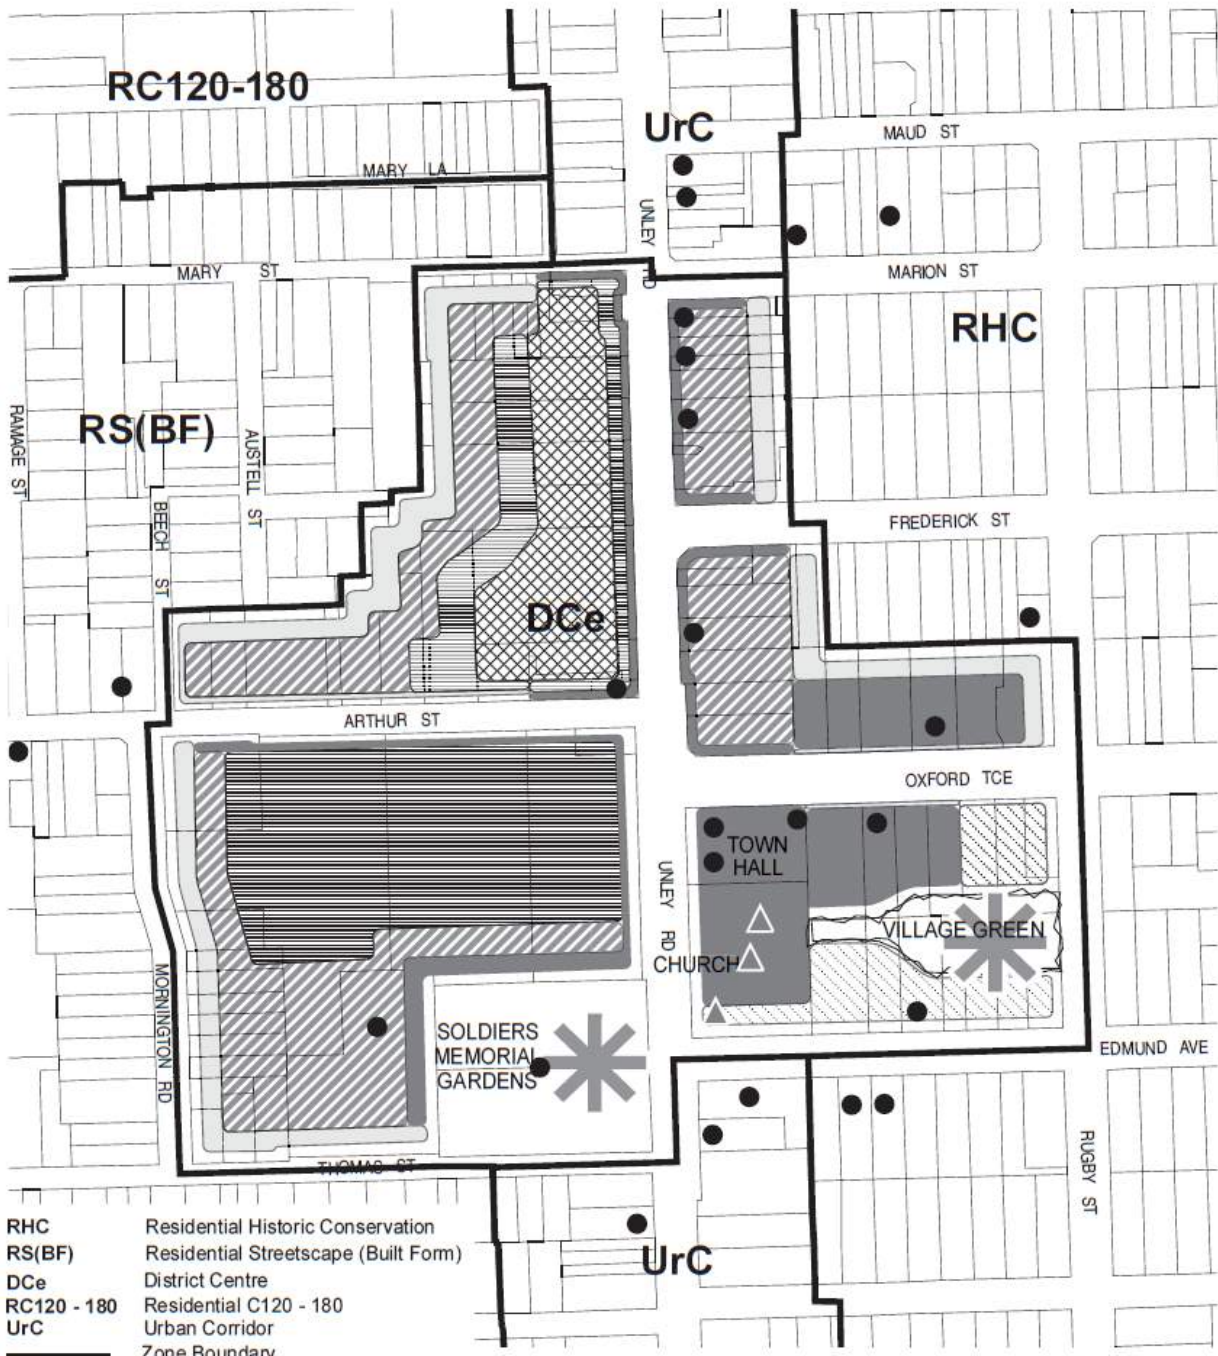 RC120-180
UrC
MAUD ST
MARY LA
UNLEY RD
MARY ST
MARION ST
RHC
RS(BF)
RAMAGE ST
AUSTELL ST
BEECH ST
FREDERICK ST
DCe
ARTHUR ST
OXFORD TCE
TOWN
HALL
UNLEY RD
VILLAGE GREEN
CHURCH
MORNINGTON RD
SOLDIERS
MEMORIAL
GARDENS
EDMUND AVE
THOMAS ST
RUGBY ST
UrC
RHC Residential Historic Conservation
RS(BF) Residential Streetscape (Built Form)
DCe District Centre
RC120 - 180 Residential C120 - 180
UrC Urban Corridor
Zone Boundary